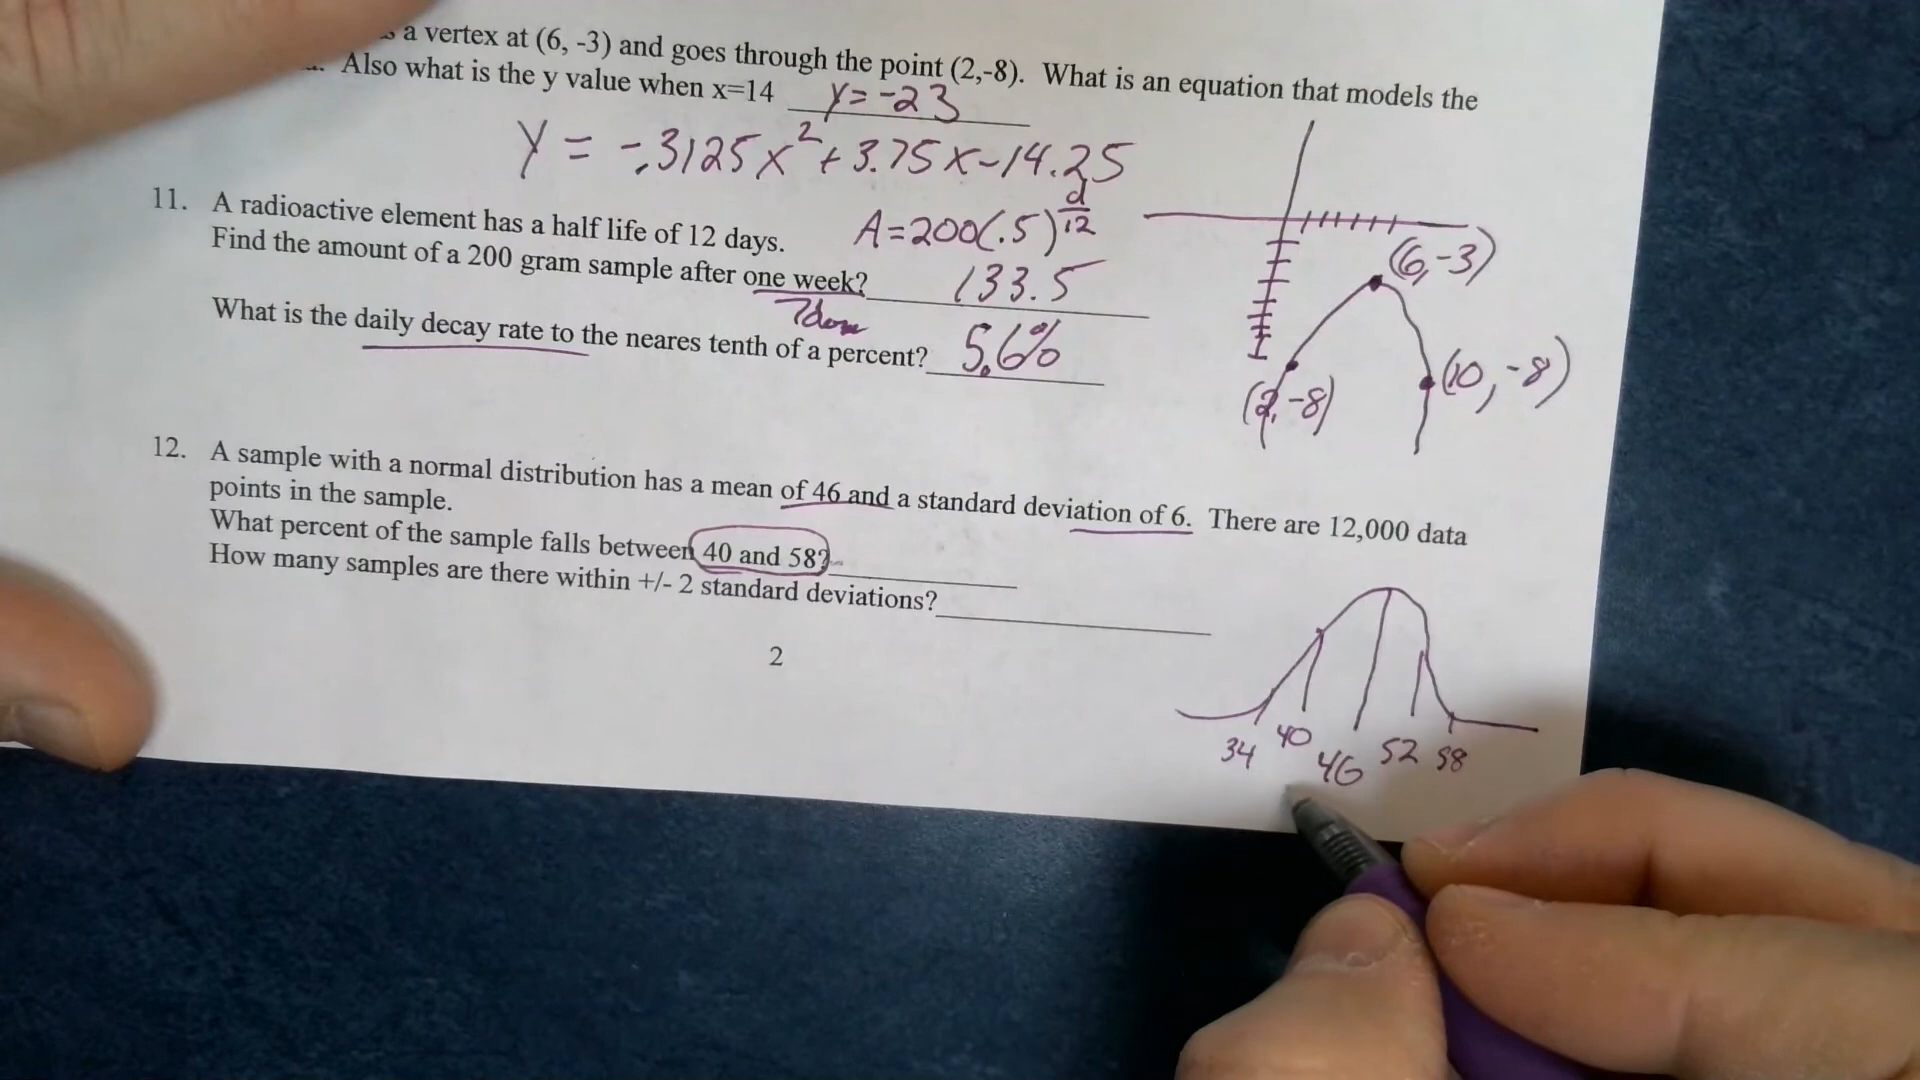 a vertex at (6, -3) and goes through the point (2,-8). What is an equation that models the
Also what is the y value when x=14 y=-23
y = -.3125x²+3.75x-14.25
11. A radioactive element has a half life of 12 days. A=200(.5)^d/12
Find the amount of a 200 gram sample after one week? 133.5
7
What is the daily decay rate to the neares tenth of a percent? 5.6%
(6,-3)
(2,-8)
(10,-8)
12. A sample with a normal distribution has a mean of 46 and a standard deviation of 6. There are 12,000 data
points in the sample.
What percent of the sample falls between 40 and 58?
How many samples are there within +/- 2 standard deviations?
34 40 46 52 58
2